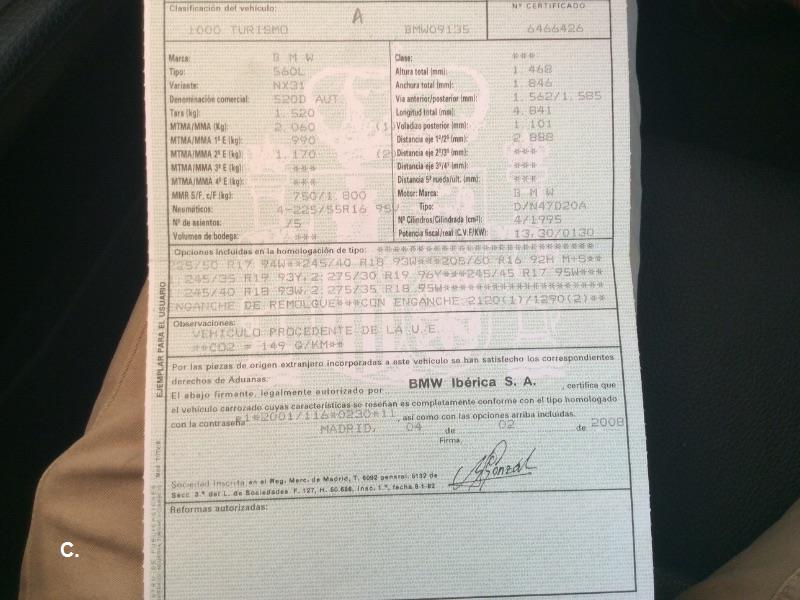 Clasificación del vehículo: A Nº CERTIFICADO
1000 TURISMO BMW09135 6466426
Marca: B M W
Tipo: 560L
Variante: NX31
Denominación comercial: 520D AUT.
Tara (kg): 1.520
MTMA/MMA (Kg): 2.060 (1)
MTMA/MMA 1º E (kg): 990
MTMA/MMA 2º E (kg): 1.170 (2)
MTMA/MMA 3º E (kg): ***
MTMA/MMA 4º E (kg): ***
MMR S/F, c/F (kg): 750/1.800
Neumáticos: 4-225/55R16 95V
Nº de asientos: /5
Volumen de bodega: ***
Clase: ***
Altura total (mm): 1.468
Anchura total (mm): 1.846
Vía anterior/posterior (mm): 1.562/1.585
Longitud total (mm): 4.841
Voladizo posterior (mm): 1.101
Distancia eje 1º/2º (mm): 2.888
Distancia eje 2º/3º (mm): ***
Distancia eje 3º/4º (mm): ***
Distancia 5ª rueda/ult. (mm): ***
Motor: Marca: B M W
Tipo: D/N47D20A
Nº Cilindros/Cilindrada (cm³): 4/1995
Potencia fiscal/real (C.V.F/KW): 13,30/0130
Opciones incluidas en la homologación de tipo: ********************
225/50 R17 94W**245/40 R18 93W**205/60 R16 92H M+S**
245/35 R19 93Y,2:275/30 R19 96Y***245/45 R17 95W***
245/40 R18 93W,2:275/35 R18 95W****************
ENGANCHE DE REMOLQUE***CON ENGANCHE:2120(1)/1290(2)**
Observaciones:
VEHICULO PROCEDENTE DE LA U.E.
**CO2 = 149 G/KM**
Por las piezas de origen extranjero incorporadas a este vehículo se han satisfecho los correspondientes
derechos de Aduanas.
El abajo firmante, legalmente autorizado por BMW Ibérica S. A. , certifica que
el vehículo carrozado cuyas características se reseñan es completamente conforme con el tipo homologado
con la contraseña e1*2001/116*0230*11 , así como con las opciones arriba incluidas.
MADRID, 04 de 02 de 2008
Firma,
Sociedad Inscrita en el Reg. Merc. de Madrid, T. 6092 general, 5132 de
Secc. 3.ª del L. de Sociedades F. 127, H. 50.686, Insc. 1.ª, fecha 6-1-82
Reformas autorizadas:
EJEMPLAR PARA EL USUARIO
C.